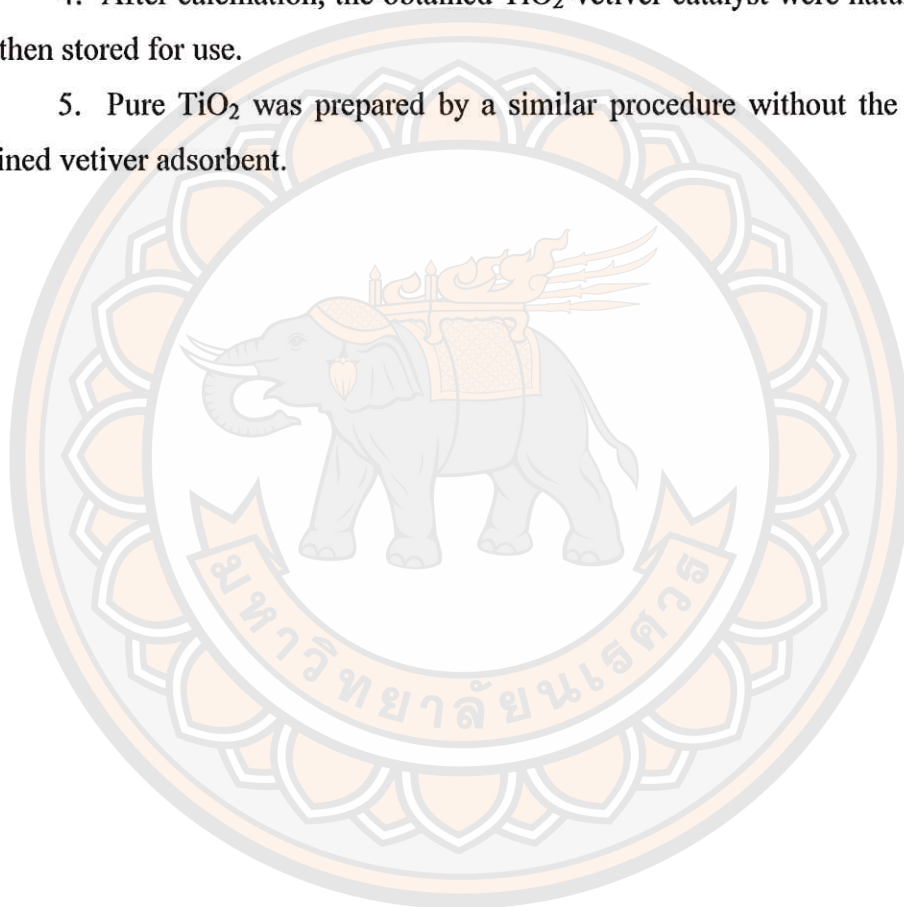 4. After calcination, the obtained TiO₂ vetiver catalyst were natu
then stored for use.
5. Pure TiO₂ was prepared by a similar procedure without the
ined vetiver adsorbent.
มหาวิทยาลัยนเรศวร